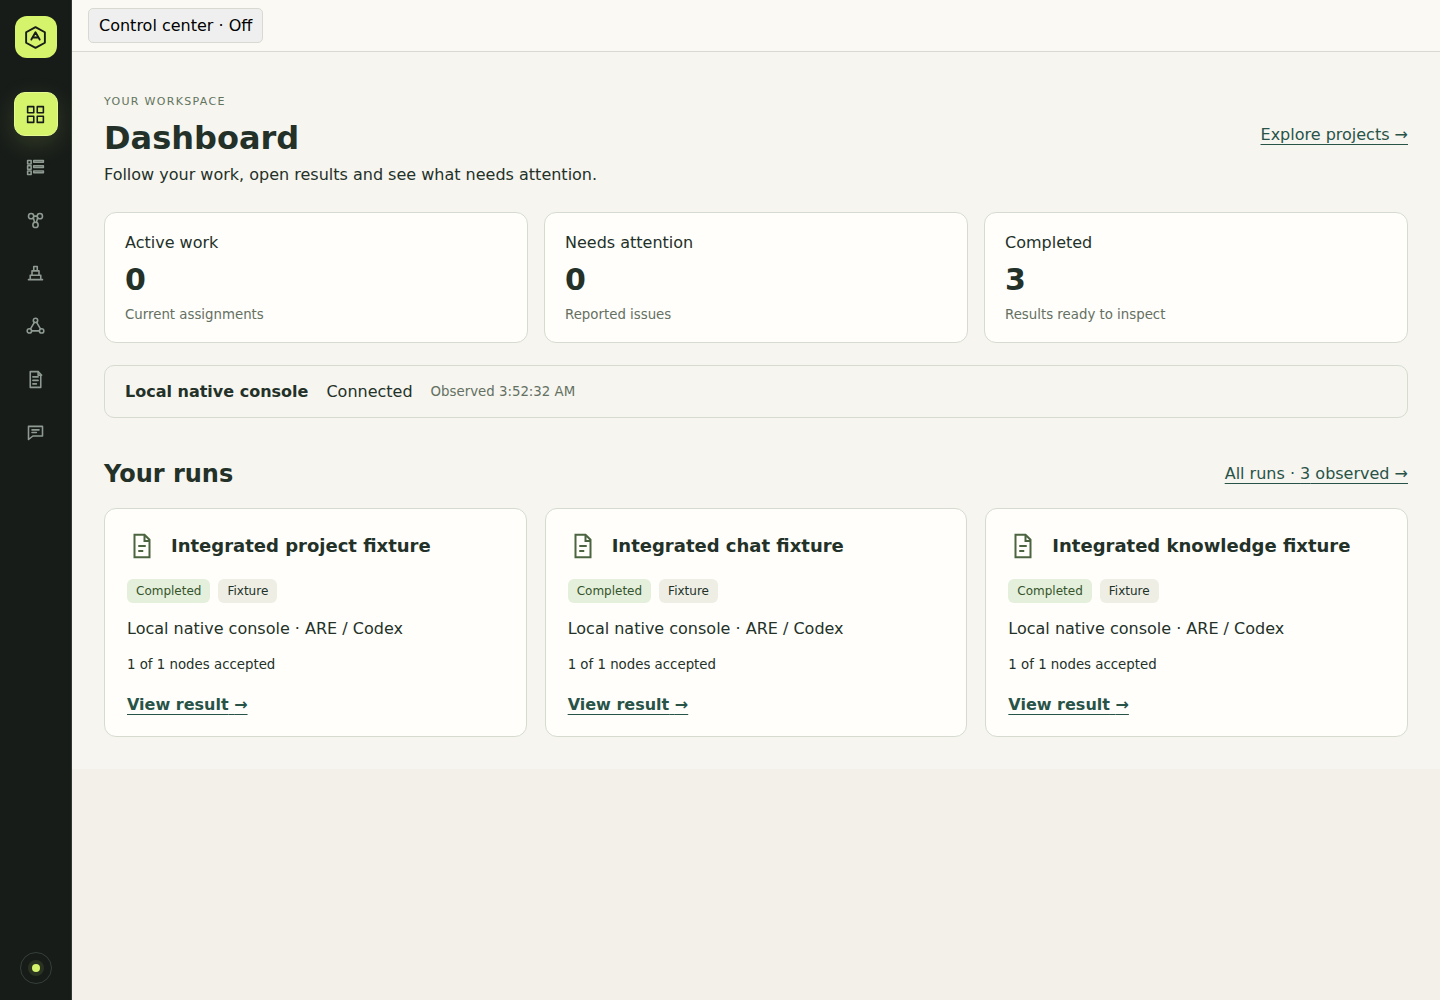 Control center · Off
YOUR WORKSPACE
Dashboard
Explore projects →
Follow your work, open results and see what needs attention.
Active work
0
Current assignments
Needs attention
0
Reported issues
Completed
3
Results ready to inspect
Local native console Connected Observed 3:52:32 AM
Your runs
All runs · 3 observed →
Integrated project fixture
Completed Fixture
Local native console · ARE / Codex
1 of 1 nodes accepted
View result →
Integrated chat fixture
Completed Fixture
Local native console · ARE / Codex
1 of 1 nodes accepted
View result →
Integrated knowledge fixture
Completed Fixture
Local native console · ARE / Codex
1 of 1 nodes accepted
View result →